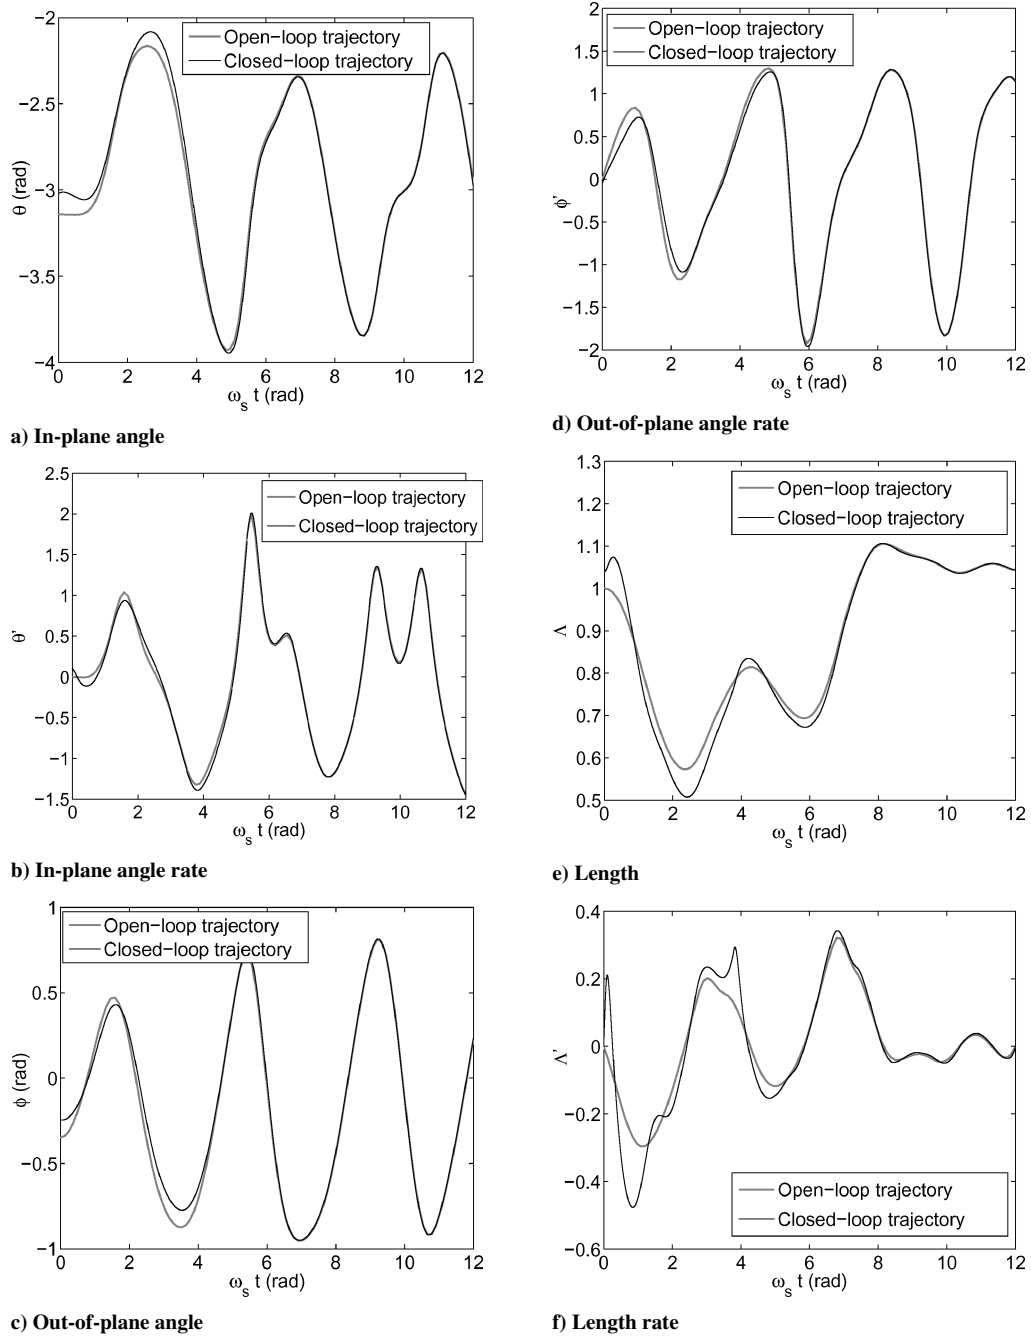 −2
−2.5
−3
−3.5
−4
θ (rad)
Open−loop trajectory
Closed−loop trajectory
0 2 4 6 8 10 12
ωs t (rad)
a) In-plane angle
2.5
2
1.5
1
0.5
0
−0.5
−1
−1.5
θ'
Open−loop trajectory
Closed−loop trajectory
0 2 4 6 8 10 12
ωs t (rad)
b) In-plane angle rate
1
0.5
0
−0.5
−1
ϕ (rad)
Open−loop trajectory
Closed−loop trajectory
0 2 4 6 8 10 12
ωs t (rad)
c) Out-of-plane angle
2
1.5
1
0.5
0
−0.5
−1
−1.5
−2
ϕ'
Open−loop trajectory
Closed−loop trajectory
0 2 4 6 8 10 12
ωs t (rad)
d) Out-of-plane angle rate
1.3
1.2
1.1
1
0.9
0.8
0.7
0.6
0.5
Λ
Open−loop trajectory
Closed−loop trajectory
0 2 4 6 8 10 12
ωs t (rad)
e) Length
0.4
0.2
0
−0.2
−0.4
−0.6
Λ'
Open−loop trajectory
Closed−loop trajectory
0 2 4 6 8 10 12
ωs t (rad)
f) Length rate